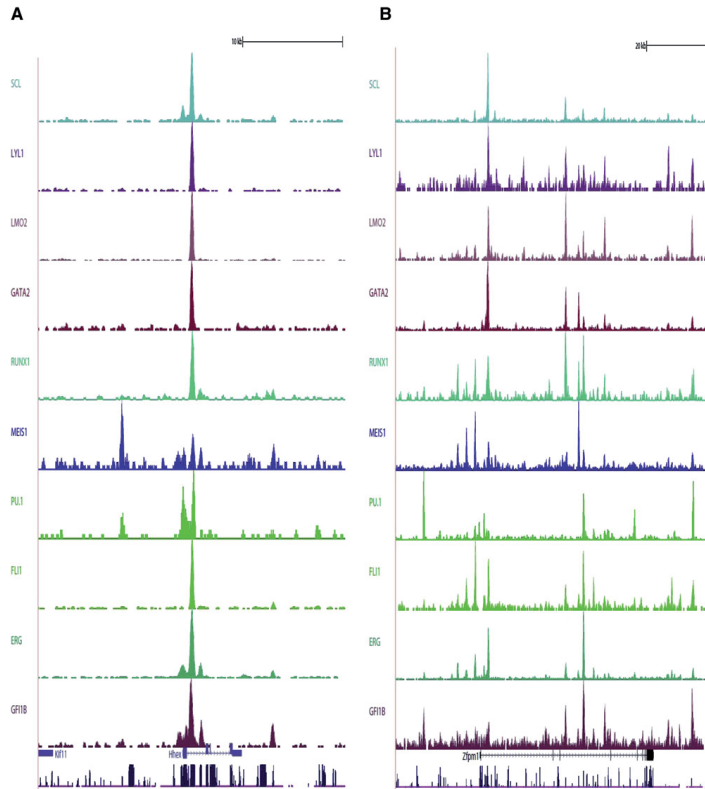 A
B
10 kb
20 kb
SCL
SCL
LYL1
LYL1
LMO2
LMO2
GATA2
GATA2
RUNX1
RUNX1
MEIS1
MEIS1
PU.1
PU.1
FLI1
FLI1
ERG
ERG
GFI1B
GFI1B
Klf11
Hhex
Zfpm1